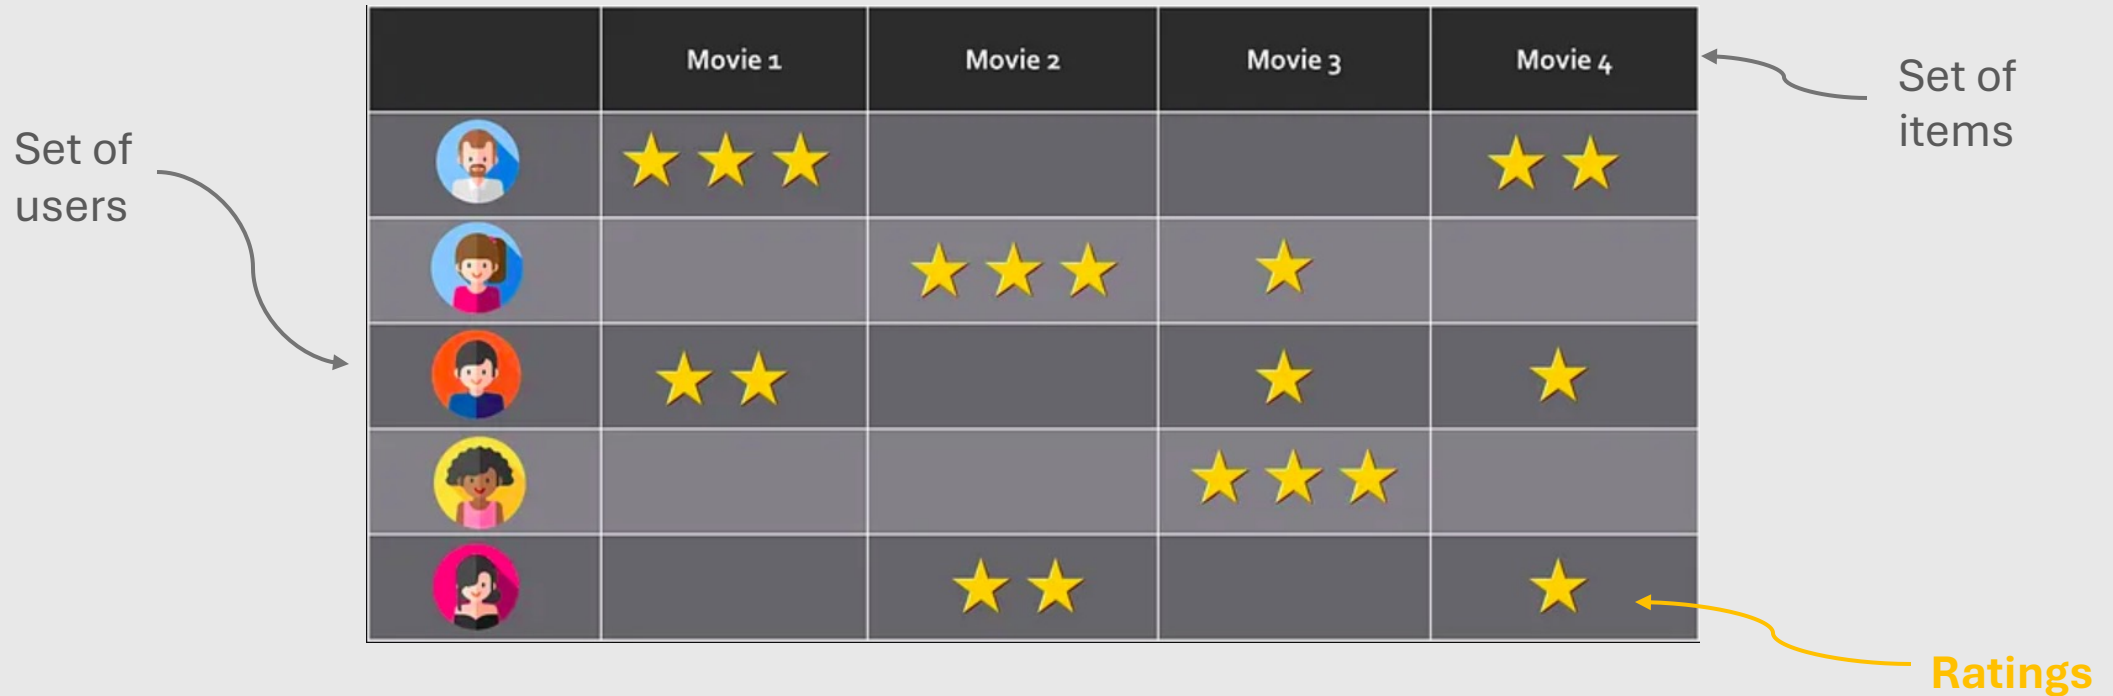 Movie 1
Movie 2
Movie 3
Movie 4
Set of
items
Set of
users
Ratings